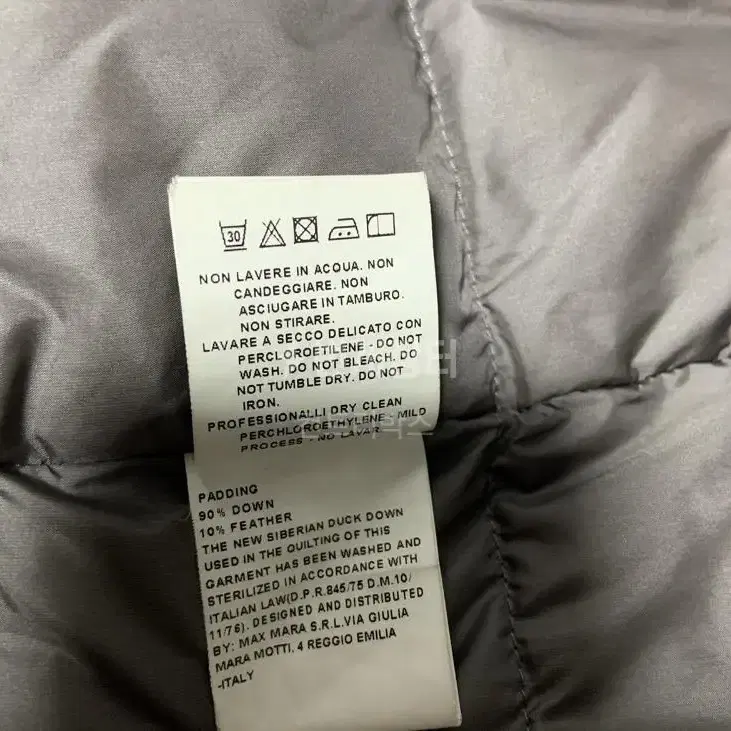 30
NON LAVERE IN ACQUA. NON
CANDEGGIARE. NON
ASCIUGARE IN TAMBURO.
NON STIRARE.
LAVARE A SECCO DELICATO CON
PERCLOROETILENE - DO NOT
WASH. DO NOT BLEACH. DO
NOT TUMBLE DRY. DO NOT
IRON.
PROFESSIONALLI DRY CLEAN
PERCHLOROETHYLENE - MILD
PROCESS - NO LAVAR.
PADDING
90% DOWN
10% FEATHER
THE NEW SIBERIAN DUCK DOWN
USED IN THE QUILTING OF THIS
GARMENT HAS BEEN WASHED AND
STERILIZED IN ACCORDANCE WITH
ITALIAN LAW(D.P.R.845/75 D.M.10/
11/76). DESIGNED AND DISTRIBUTED
BY: MAX MARA S.R.L.VIA GIULIA
MARA MOTTI, 4 REGGIO EMILIA
-ITALY